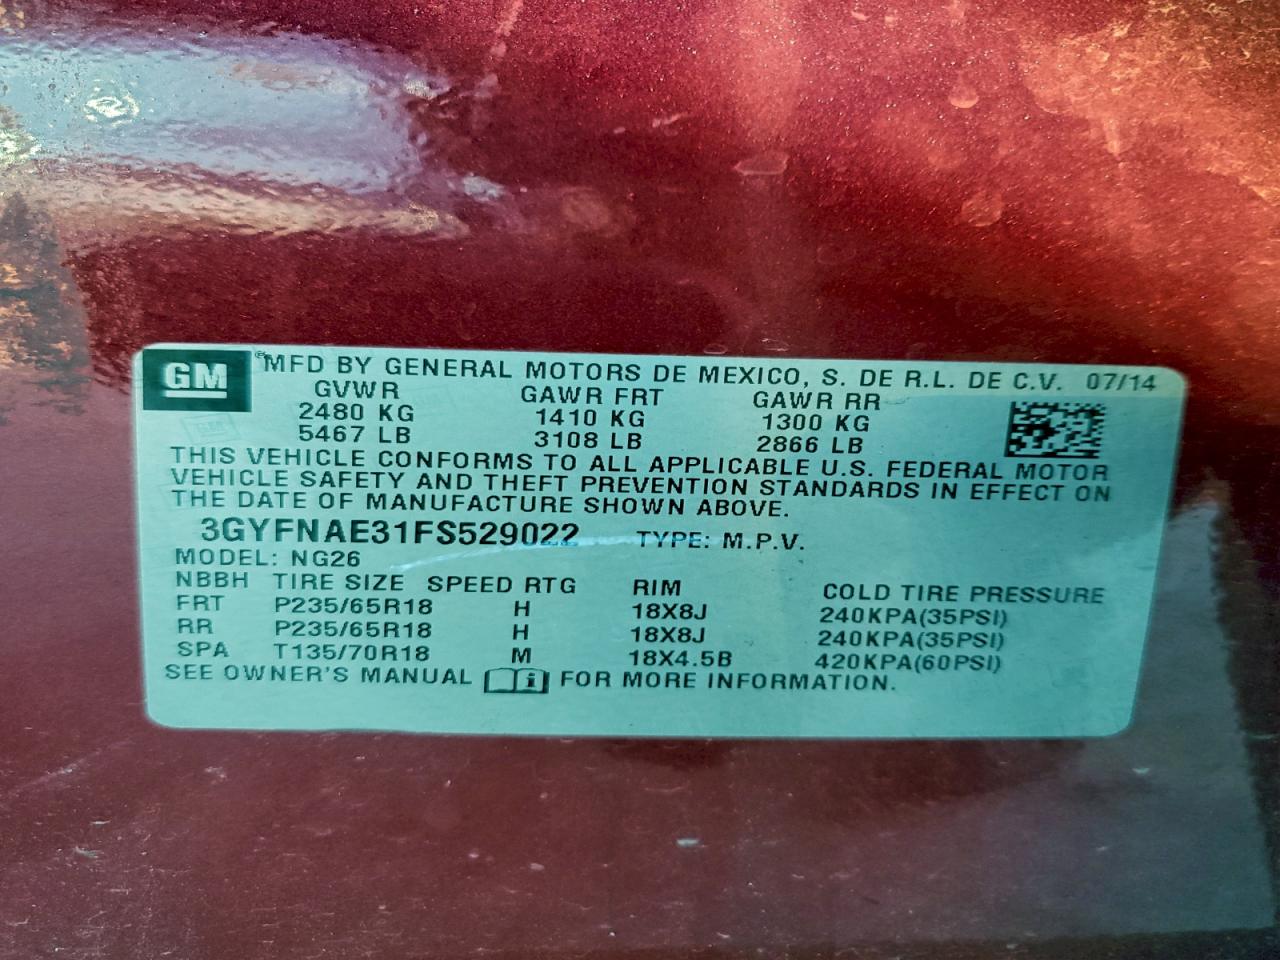 GM ® MFD BY GENERAL MOTORS DE MEXICO, S. DE R.L. DE C.V. 07/14
GVWR GAWR FRT GAWR RR
2480 KG 1410 KG 1300 KG
5467 LB 3108 LB 2866 LB
THIS VEHICLE CONFORMS TO ALL APPLICABLE U.S. FEDERAL MOTOR
VEHICLE SAFETY AND THEFT PREVENTION STANDARDS IN EFFECT ON
THE DATE OF MANUFACTURE SHOWN ABOVE.
3GYFNAE31FS529022 TYPE: M.P.V.
MODEL: NG26
NBBH TIRE SIZE SPEED RTG RIM COLD TIRE PRESSURE
FRT P235/65R18 H 18X8J 240KPA(35PSI)
RR P235/65R18 H 18X8J 240KPA(35PSI)
SPA T135/70R18 M 18X4.5B 420KPA(60PSI)
SEE OWNER'S MANUAL i FOR MORE INFORMATION.